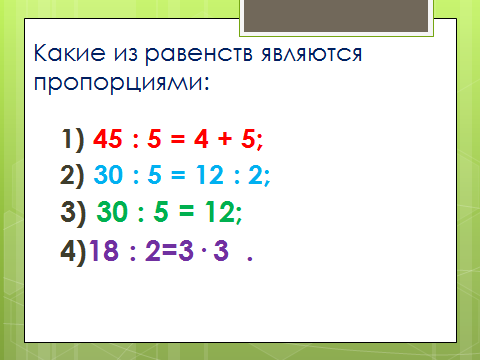 Какие из равенств являются
пропорциями:
1) 45 : 5 = 4 + 5;
2) 30 : 5 = 12 : 2;
3) 30 : 5 = 12;
4)18 : 2=3· 3 .